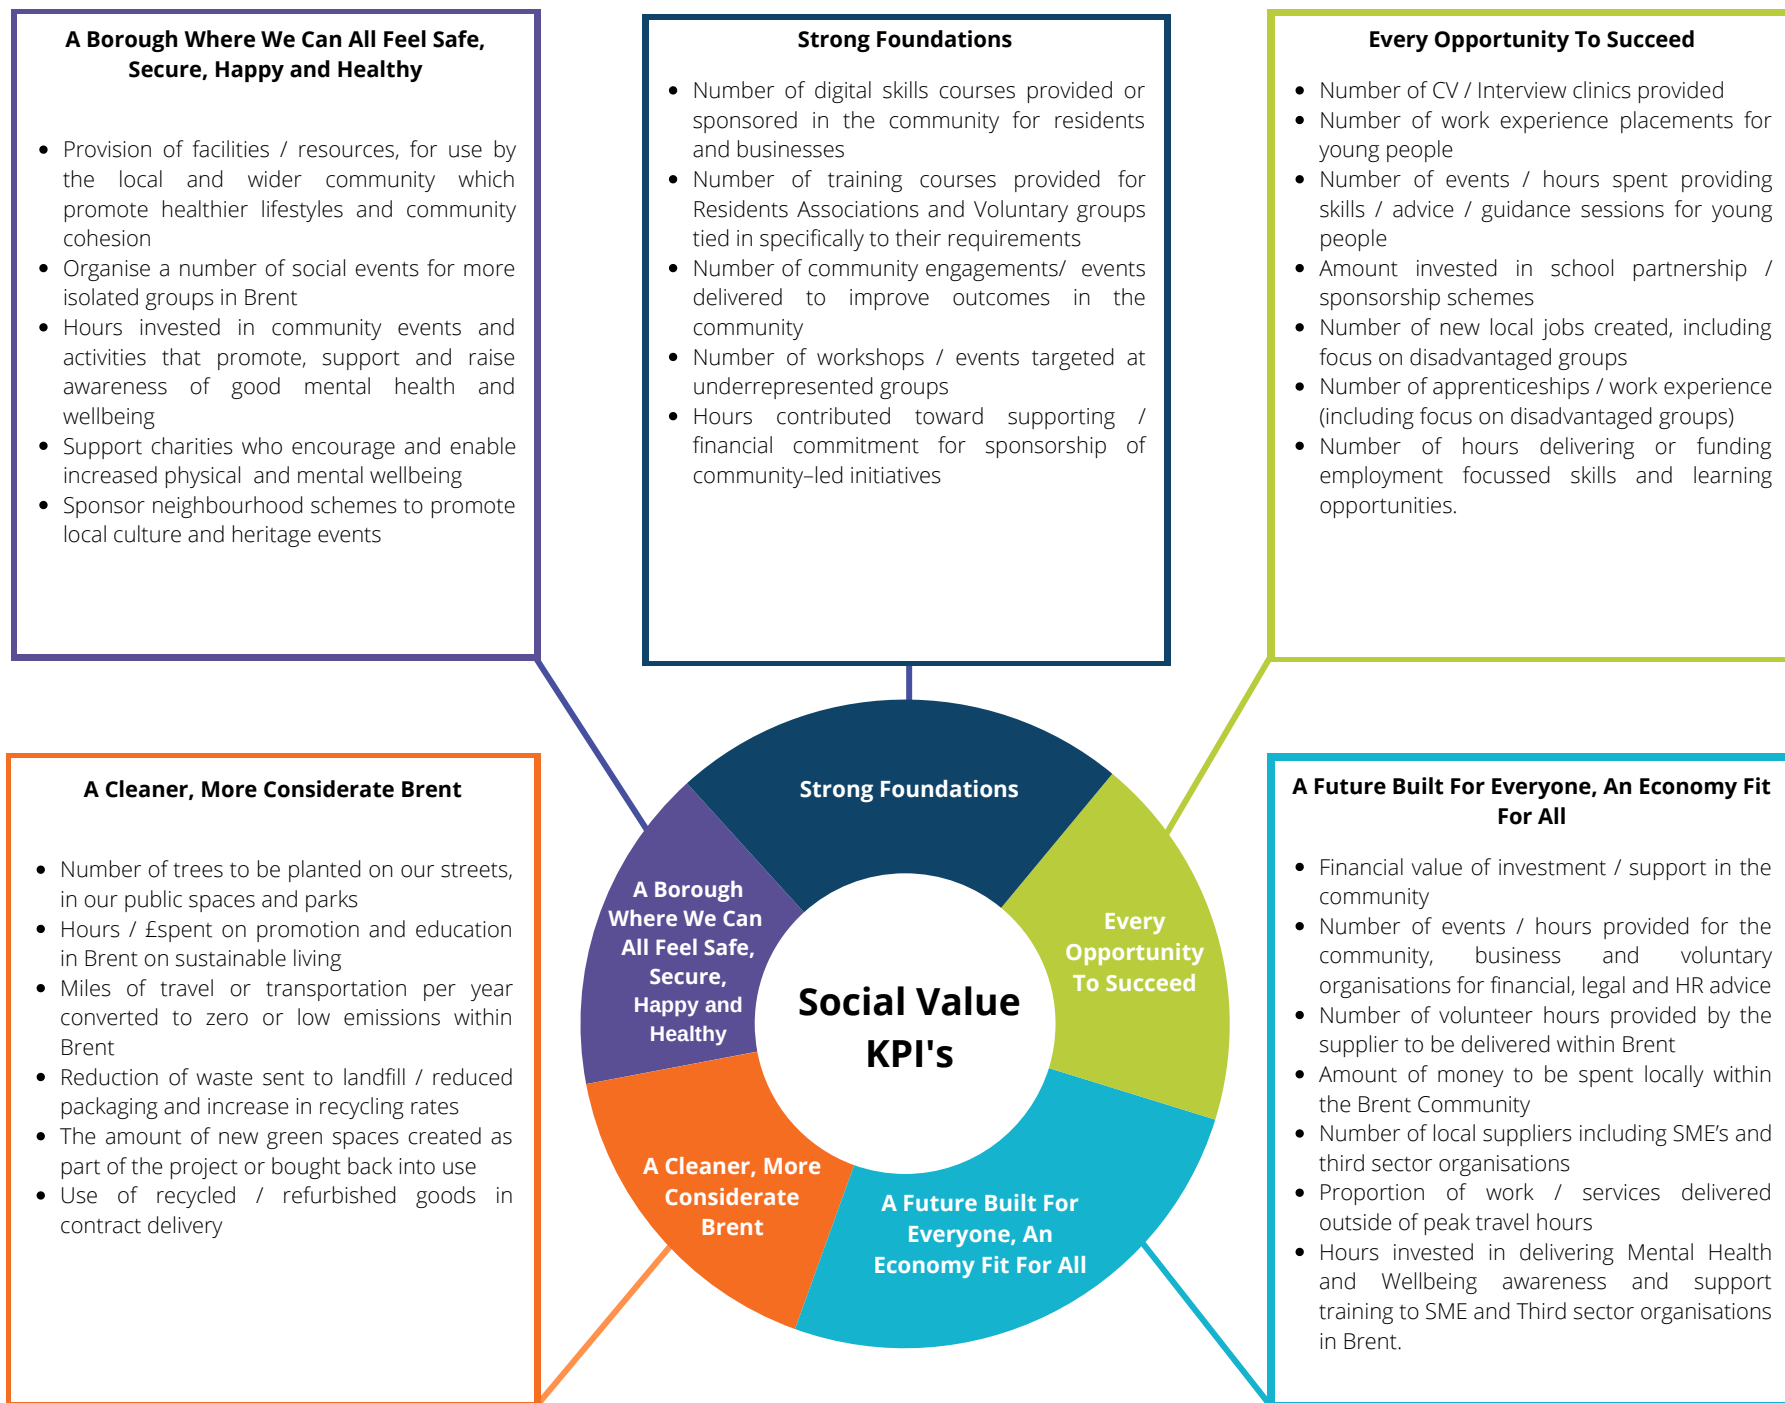 A Borough Where We Can All Feel Safe,
Secure, Happy and Healthy
• Provision of facilities / resources, for use by
the local and wider community which
promote healthier lifestyles and community
cohesion
• Organise a number of social events for more
isolated groups in Brent
• Hours invested in community events and
activities that promote, support and raise
awareness of good mental health and
wellbeing
• Support charities who encourage and enable
increased physical and mental wellbeing
• Sponsor neighbourhood schemes to promote
local culture and heritage events
Strong Foundations
• Number of digital skills courses provided or
sponsored in the community for residents
and businesses
• Number of training courses provided for
Residents Associations and Voluntary groups
tied in specifically to their requirements
• Number of community engagements/ events
delivered to improve outcomes in the
community
• Number of workshops / events targeted at
underrepresented groups
• Hours contributed toward supporting /
financial commitment for sponsorship of
community–led initiatives
Every Opportunity To Succeed
• Number of CV / Interview clinics provided
• Number of work experience placements for
young people
• Number of events / hours spent providing
skills / advice / guidance sessions for young
people
• Amount invested in school partnership /
sponsorship schemes
• Number of new local jobs created, including
focus on disadvantaged groups
• Number of apprenticeships / work experience
(including focus on disadvantaged groups)
• Number of hours delivering or funding
employment focussed skills and learning
opportunities.
A Cleaner, More Considerate Brent
• Number of trees to be planted on our streets,
in our public spaces and parks
• Hours / £spent on promotion and education
in Brent on sustainable living
• Miles of travel or transportation per year
converted to zero or low emissions within
Brent
• Reduction of waste sent to landfill / reduced
packaging and increase in recycling rates
• The amount of new green spaces created as
part of the project or bought back into use
• Use of recycled / refurbished goods in
contract delivery
Strong Foundations
A Borough
Where We Can
All Feel Safe,
Secure,
Happy and
Healthy
Every
Opportunity
To Succeed
Social Value
KPI's
A Cleaner, More
Considerate
Brent
A Future Built For
Everyone, An
Economy Fit For All
A Future Built For Everyone, An Economy Fit
For All
• Financial value of investment / support in the
community
• Number of events / hours provided for the
community, business and voluntary
organisations for financial, legal and HR advice
• Number of volunteer hours provided by the
supplier to be delivered within Brent
• Amount of money to be spent locally within
the Brent Community
• Number of local suppliers including SME’s and
third sector organisations
• Proportion of work / services delivered
outside of peak travel hours
• Hours invested in delivering Mental Health
and Wellbeing awareness and support
training to SME and Third sector organisations
in Brent.